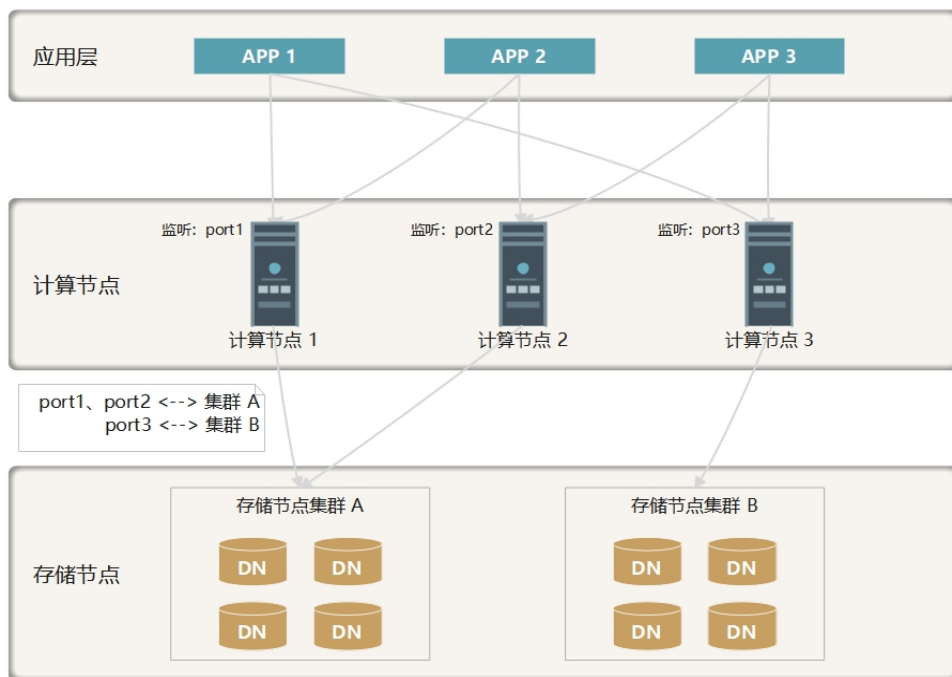 应用层
APP 1
APP 2
APP 3
监听：port1
监听：port2
监听：port3
计算节点
计算节点 1
计算节点 2
计算节点 3
port1、port2 <--> 集群 A
port3 <--> 集群 B
存储节点集群 A
存储节点集群 B
DN
DN
DN
DN
存储节点
DN
DN
DN
DN